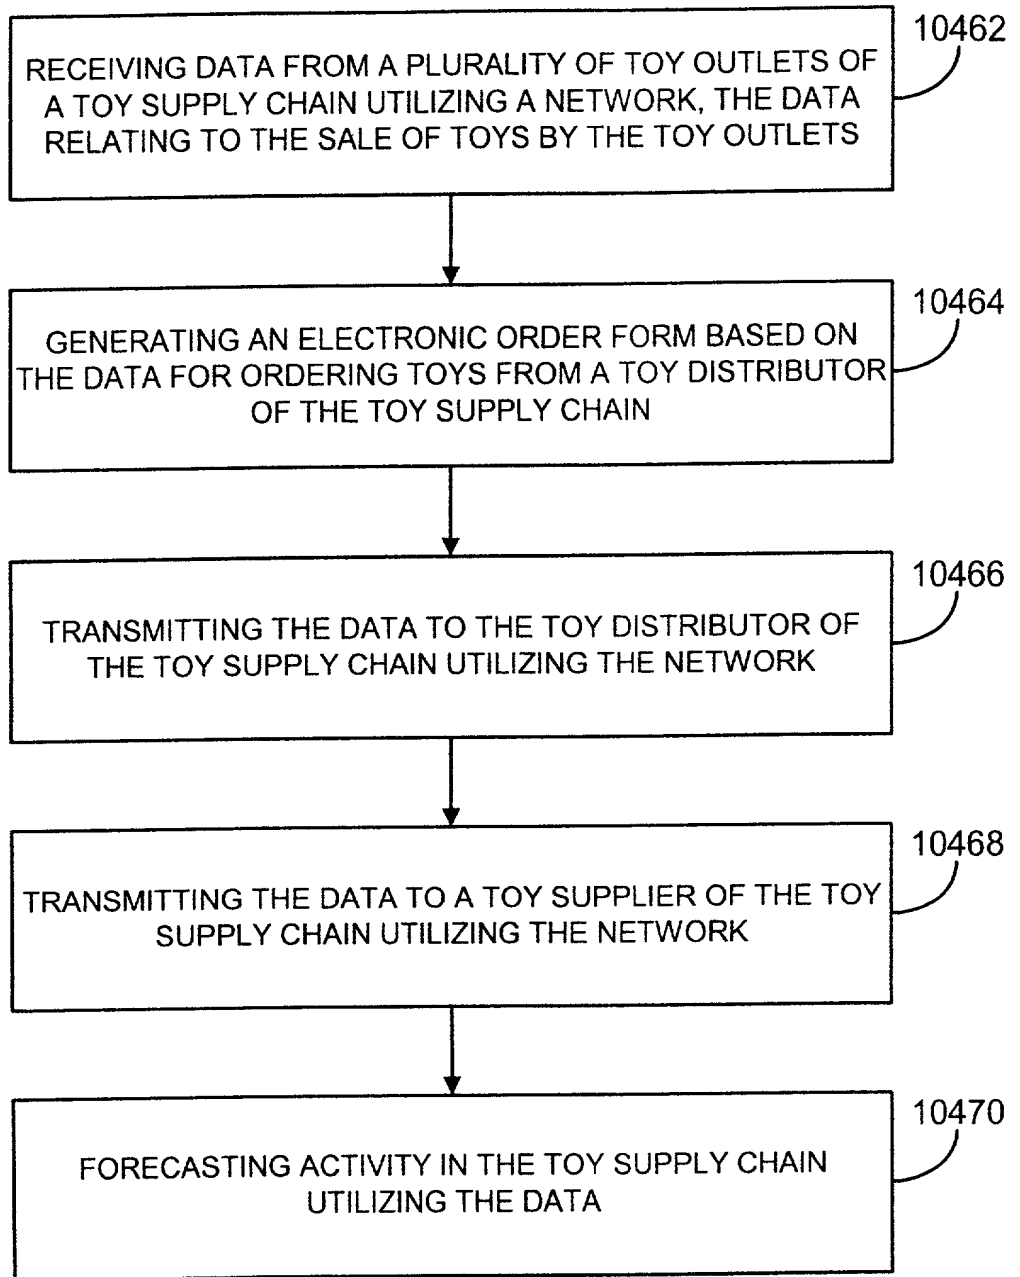 10462
RECEIVING DATA FROM A PLURALITY OF TOY OUTLETS OF
A TOY SUPPLY CHAIN UTILIZING A NETWORK, THE DATA
RELATING TO THE SALE OF TOYS BY THE TOY OUTLETS
10464
GENERATING AN ELECTRONIC ORDER FORM BASED ON
THE DATA FOR ORDERING TOYS FROM A TOY DISTRIBUTOR
OF THE TOY SUPPLY CHAIN
10466
TRANSMITTING THE DATA TO THE TOY DISTRIBUTOR OF
THE TOY SUPPLY CHAIN UTILIZING THE NETWORK
10468
TRANSMITTING THE DATA TO A TOY SUPPLIER OF THE TOY
SUPPLY CHAIN UTILIZING THE NETWORK
10470
FORECASTING ACTIVITY IN THE TOY SUPPLY CHAIN
UTILIZING THE DATA